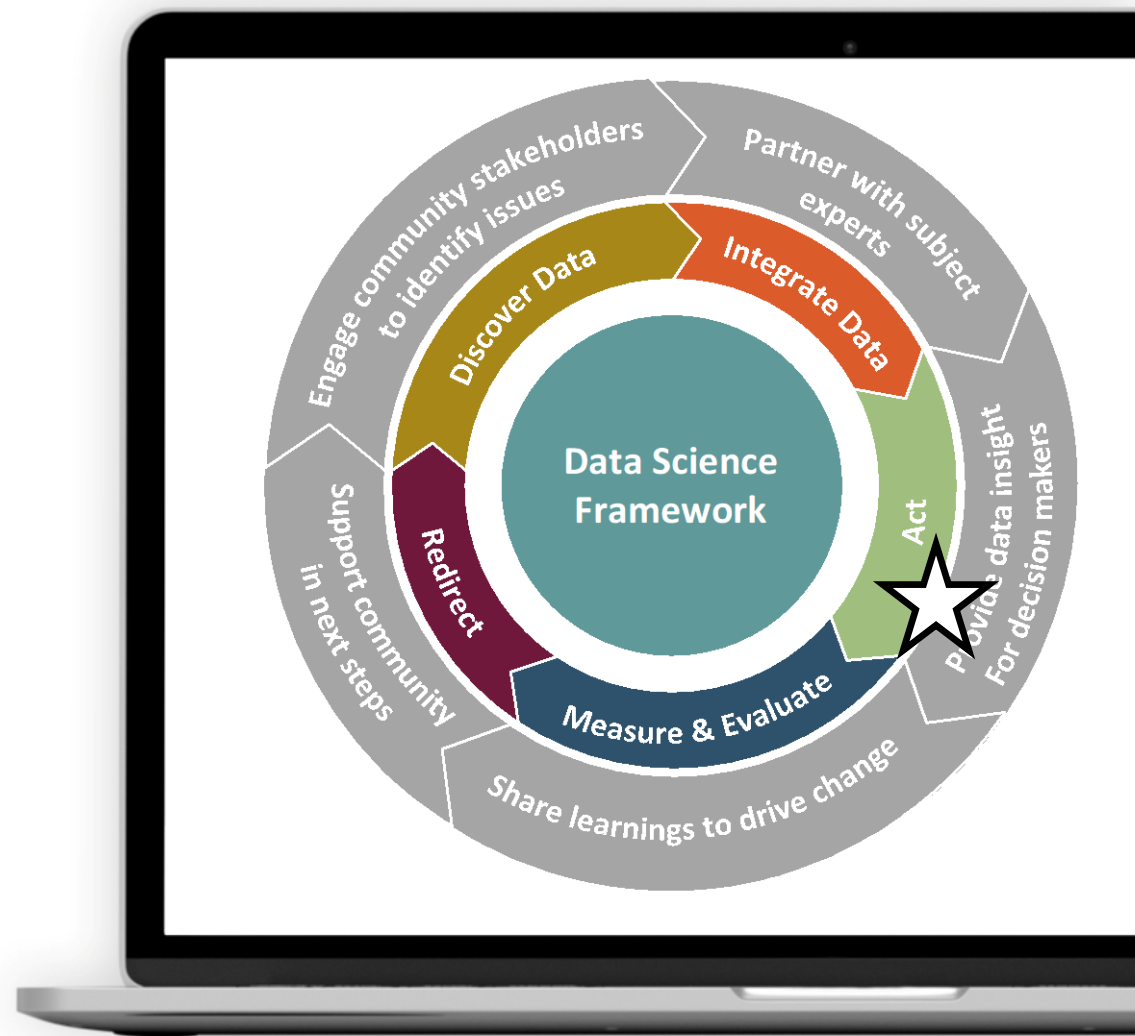 Engage community stakeholders
to identify issues
Partner with subject
experts
Provide data insight
For decision makers
Share learnings to drive change
Support community
in next steps
Discover Data
Integrate Data
Act
Measure & Evaluate
Redirect
Data Science
Framework